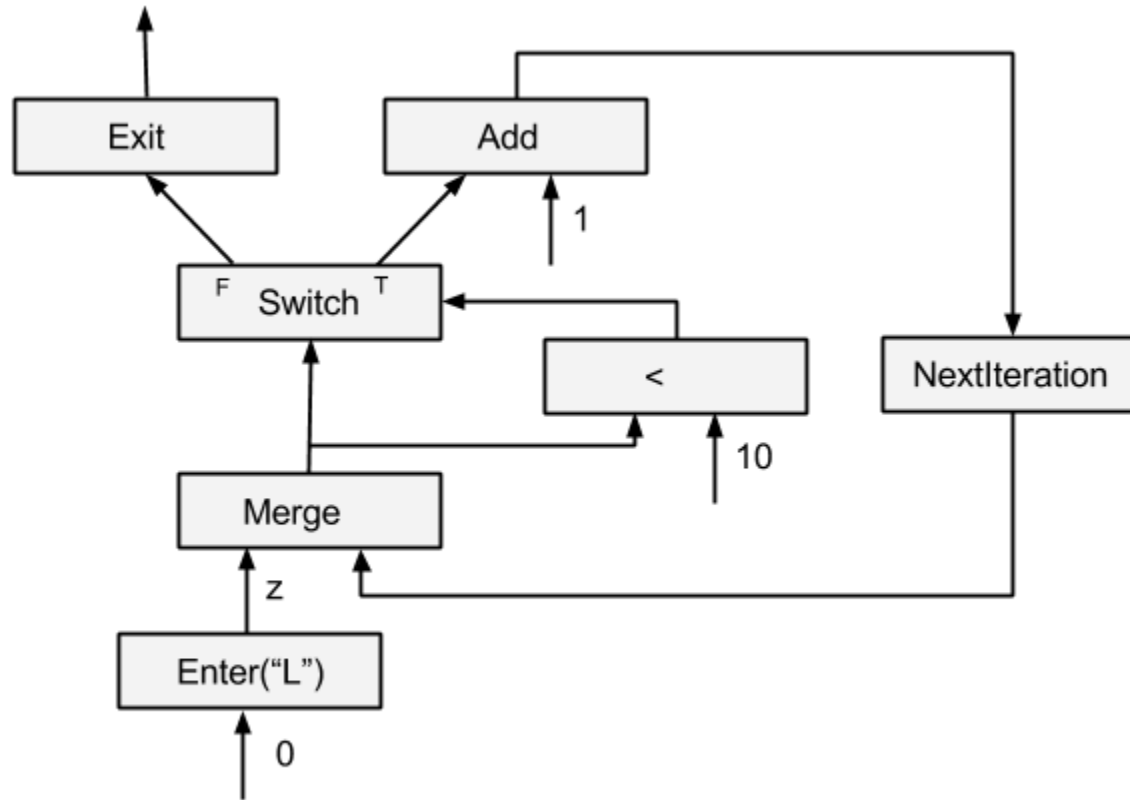 Exit
Add
1
F
Switch
T
<
NextIteration
10
Merge
z
Enter(“L”)
0